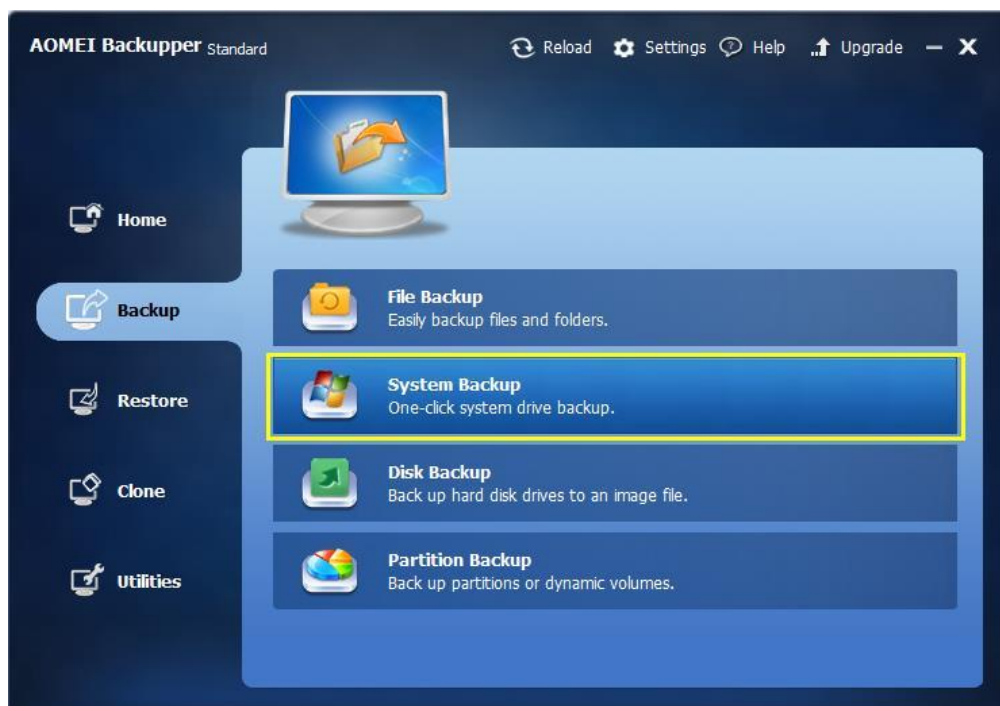 AOMEI Backupper Standard
Reload Settings Help Upgrade
Home
Backup
File Backup
Easily backup files and folders.
System Backup
One-click system drive backup.
Restore
Disk Backup
Back up hard disk drives to an image file.
Clone
Partition Backup
Back up partitions or dynamic volumes.
Utilities